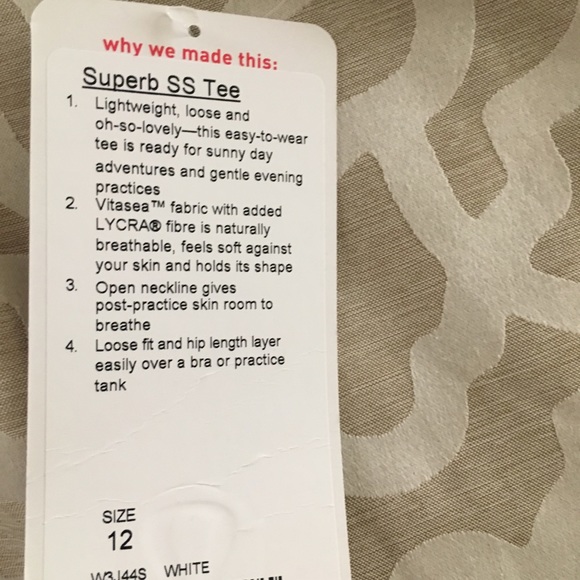 why we made this:
Superb SS Tee
1. Lightweight, loose and
oh-so-lovely—this easy-to-wear
tee is ready for sunny day
adventures and gentle evening
practices
2. Vitasea™ fabric with added
LYCRA® fibre is naturally
breathable, feels soft against
your skin and holds its shape
3. Open neckline gives
post-practice skin room to
breathe
4. Loose fit and hip length layer
easily over a bra or practice
tank
SIZE
12
W3J44S WHITE